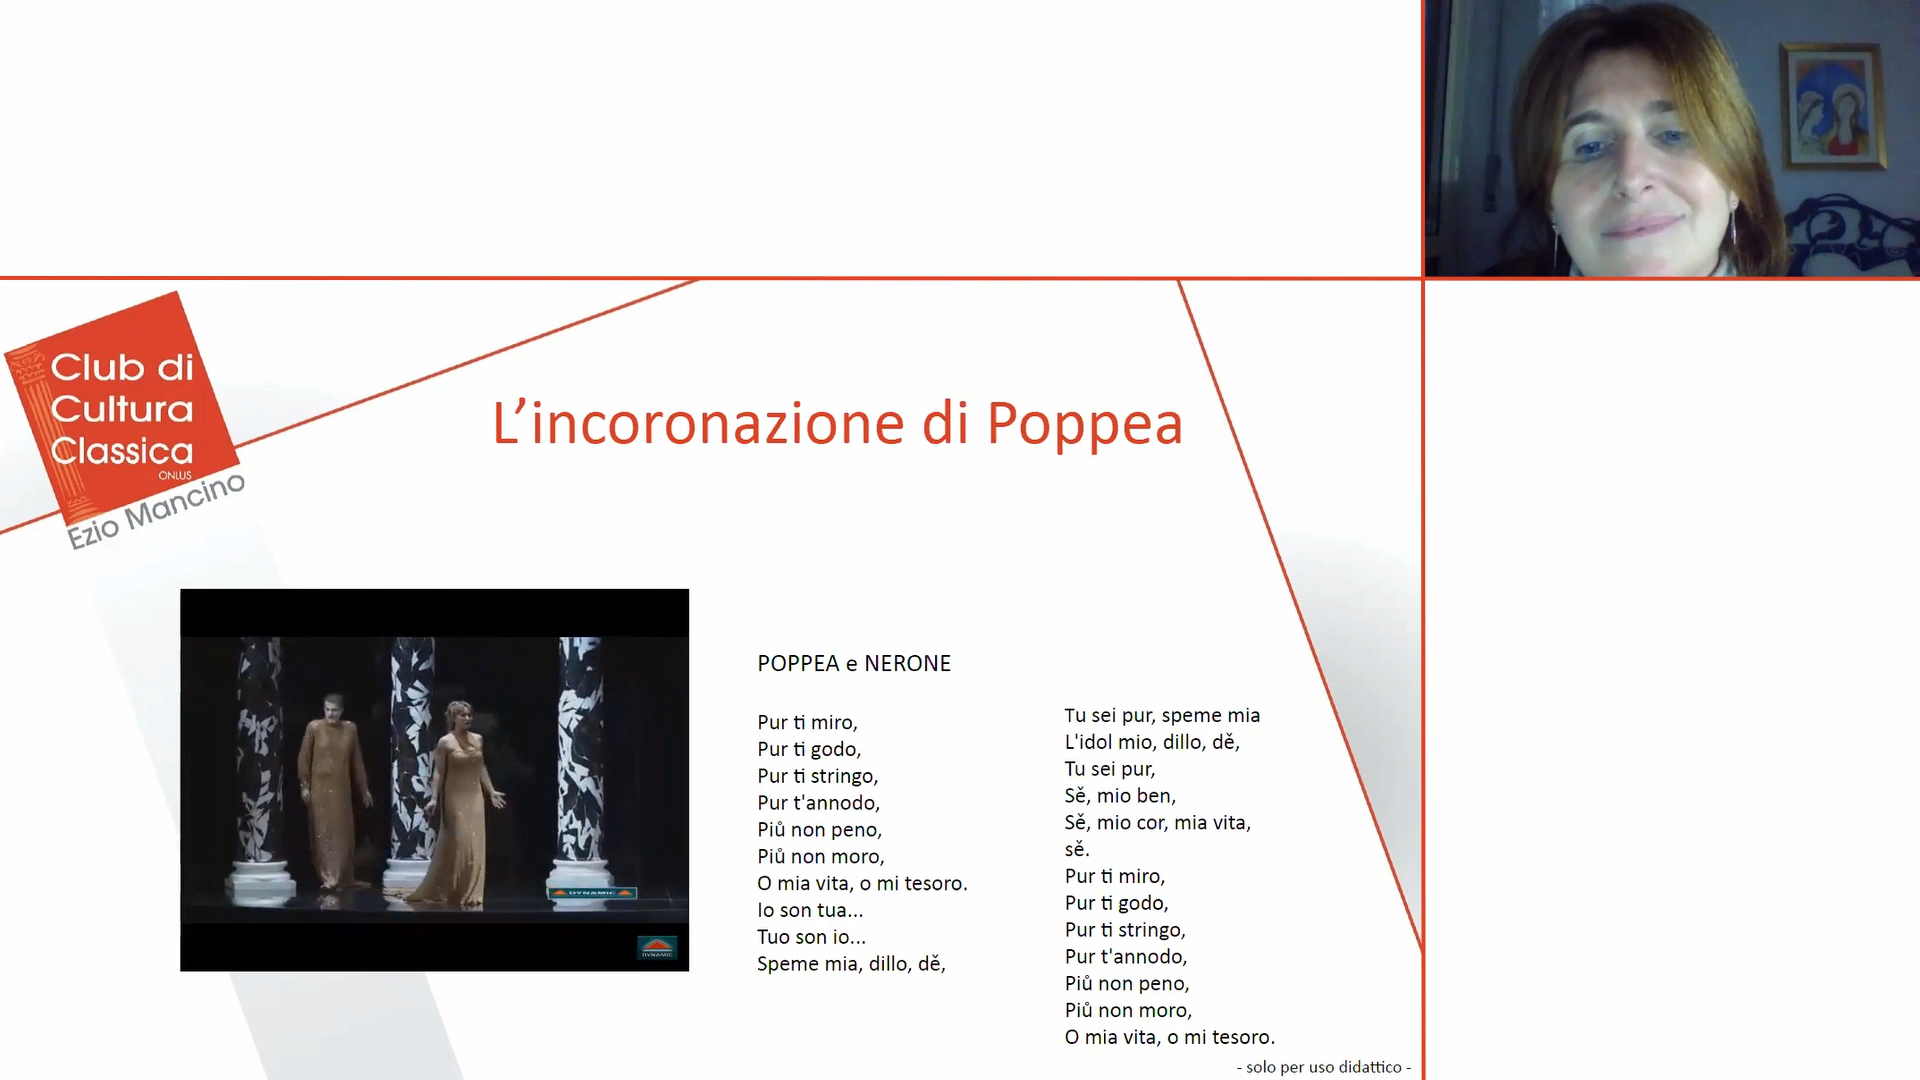 Club di
Cultura
Classica
ONLUS
Ezio Mancino
L’incoronazione di Poppea
DYNAMIC
DYNAMIC
POPPEA e NERONE
Pur ti miro,
Pur ti godo,
Pur ti stringo,
Pur t'annodo,
Più non peno,
Più non moro,
O mia vita, o mi tesoro.
Io son tua...
Tuo son io...
Speme mia, dillo, dě,
Tu sei pur, speme mia
L'idol mio, dillo, dě,
Tu sei pur,
Sě, mio ben,
Sě, mio cor, mia vita,
sě.
Pur ti miro,
Pur ti godo,
Pur ti stringo,
Pur t'annodo,
Piů non peno,
Piů non moro,
O mia vita, o mi tesoro.
- solo per uso didattico -